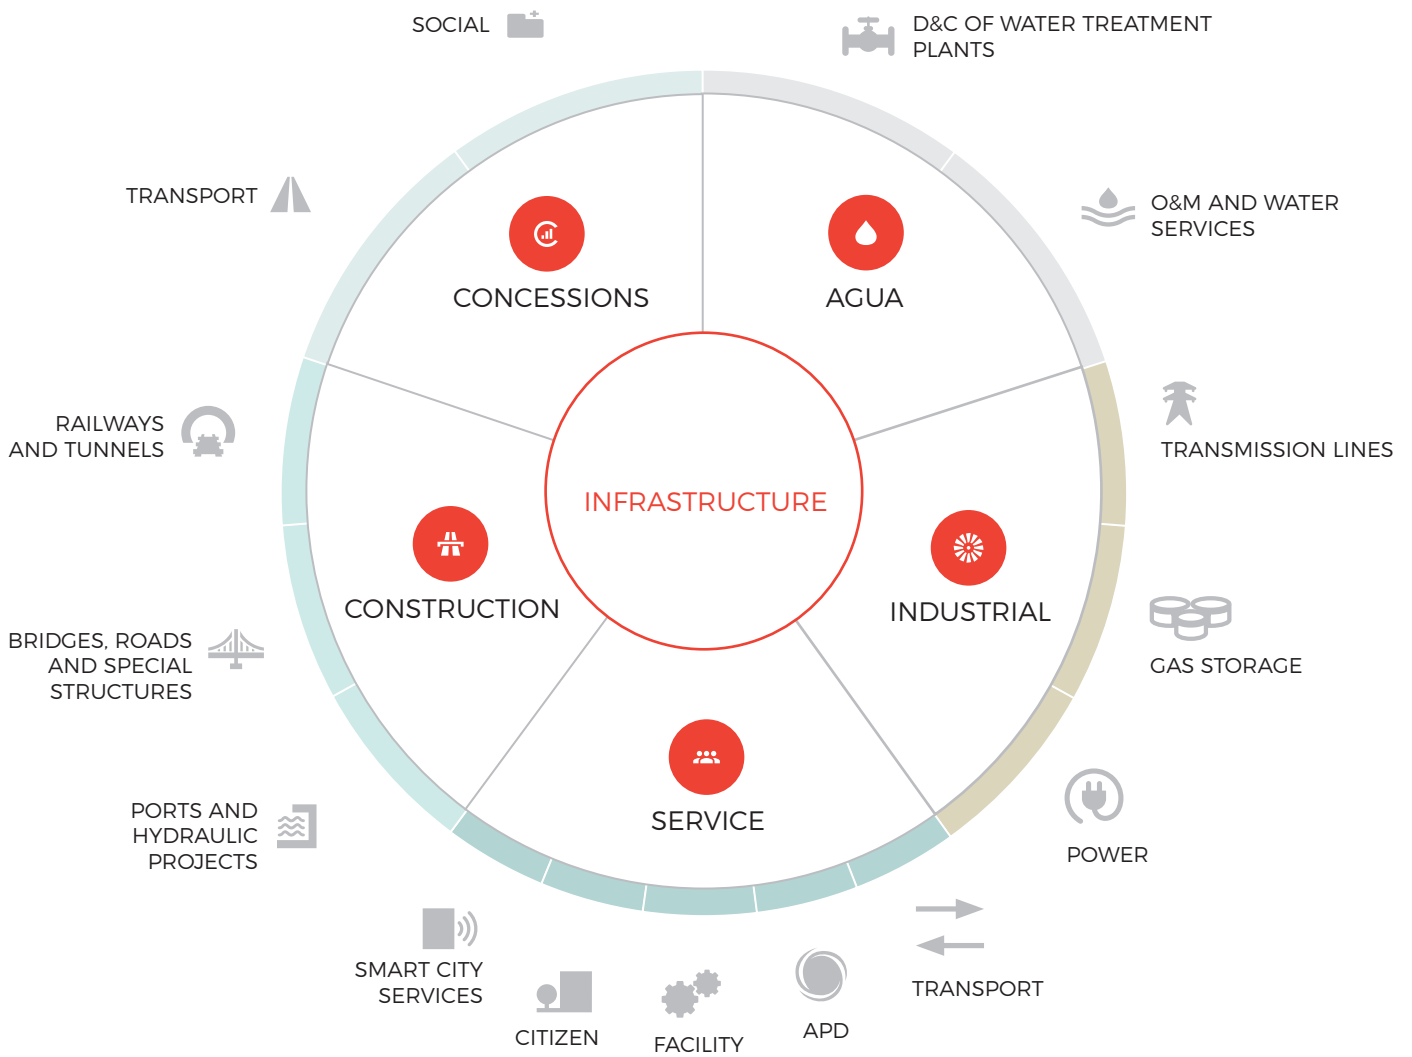 SOCIAL
D&C OF WATER TREATMENT
PLANTS
TRANSPORT
O&M AND WATER
SERVICES
CONCESSIONS
AGUA
RAILWAYS
AND TUNNELS
TRANSMISSION LINES
INFRASTRUCTURE
CONSTRUCTION
INDUSTRIAL
BRIDGES, ROADS
AND SPECIAL
STRUCTURES
GAS STORAGE
SERVICE
PORTS AND
HYDRAULIC
PROJECTS
POWER
SMART CITY
SERVICES
CITIZEN
FACILITY
APD
TRANSPORT